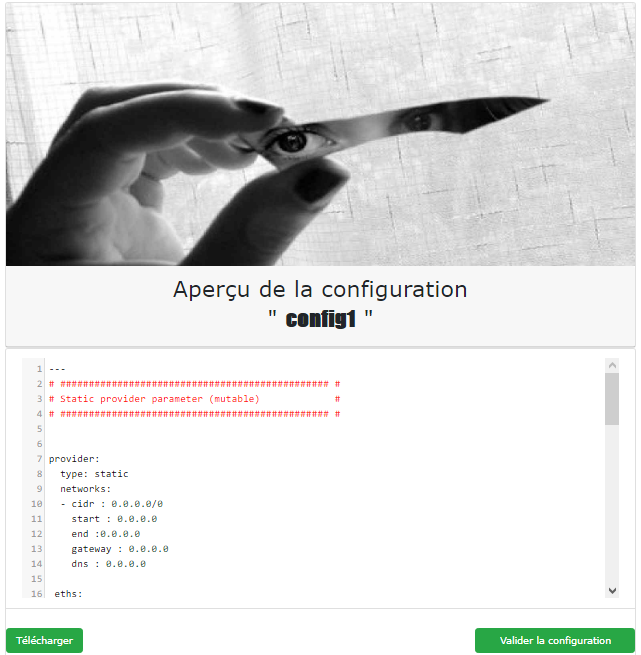 Aperçu de la configuration
" config1 "
1 ---
2 # ############################################### #
3 # Static provider parameter (mutable) #
4 # ############################################### #
5
6
7 provider:
8 type: static
9 networks:
10 - cidr : 0.0.0.0/0
11 start : 0.0.0.0
12 end :0.0.0.0
13 gateway : 0.0.0.0
14 dns : 0.0.0.0
15
16 eths:
Télécharger
Valider la configuration